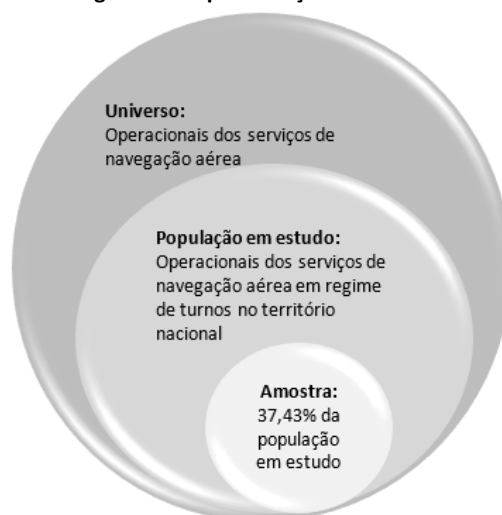 Universo:
Operacionais dos serviços de
navegação aérea
População em estudo:
Operacionais dos serviços de
navegação aérea em regime
de turnos no território
nacional
Amostra:
37,43% da
população
em estudo